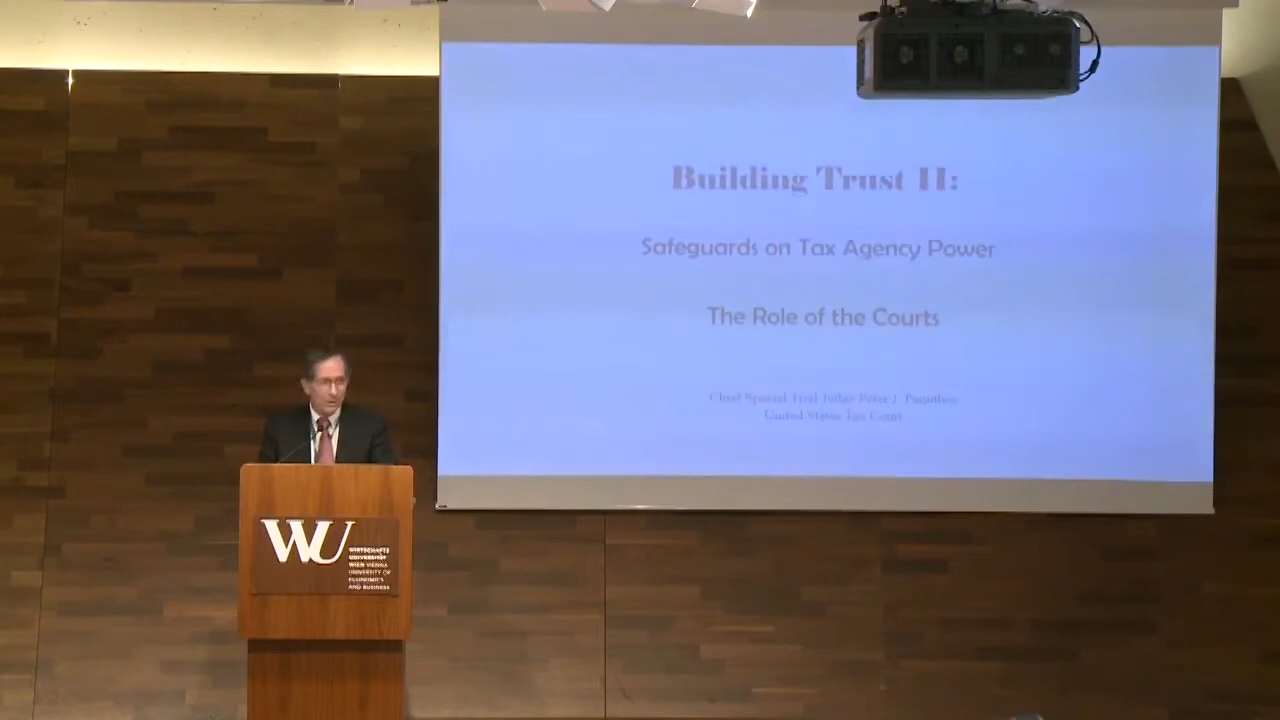 Building Trust II:
Safeguards on Tax Agency Power
The Role of the Courts
Chief Special Trial Judge Peter J.
United States Tax Court
WU
WIRTSCHAFTS
UNIVERSITÄT
WIEN VIENNA
UNIVERSITY OF
ECONOMICS
AND BUSINESS